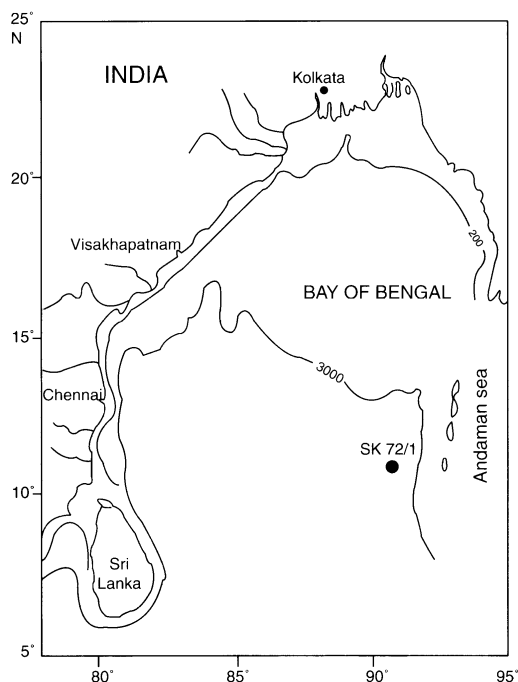 25°
N
INDIA
Kolkata
20°
200
Visakhapatnam
BAY OF BENGAL
15°
3000
Chennai
Andaman sea
SK 72/1
10°
Sri
Lanka
5°
80°
85°
90°
95°